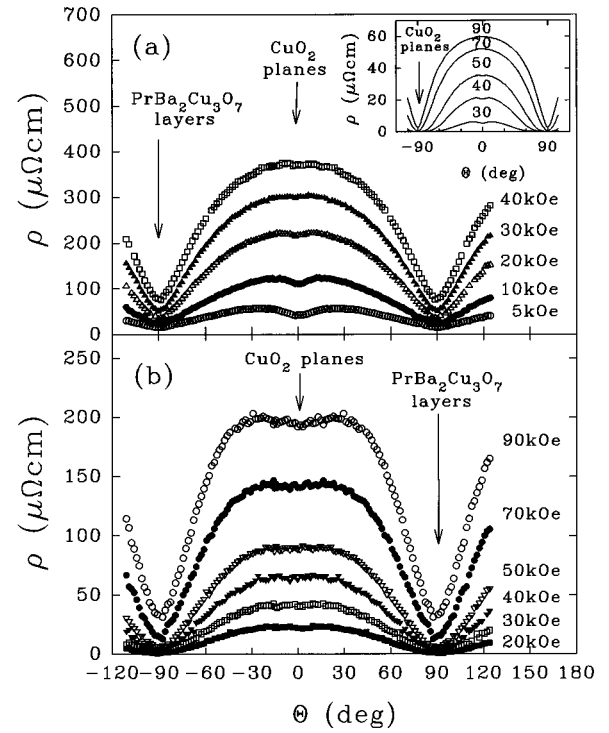 700
600
500
400
300
200
100
0
ρ (μΩcm)
(a)
CuO₂
planes
PrBa₂Cu₃O₇
layers
40kOe
30kOe
20kOe
10kOe
5kOe
60
40
20
0
ρ (μΩcm)
CuO₂
planes
90
70
50
40
30
−90
0
90
Θ (deg)
250
200
150
100
50
0
ρ (μΩcm)
(b)
CuO₂ planes
PrBa₂Cu₃O₇
layers
90kOe
70kOe
50kOe
40kOe
30kOe
20kOe
−120 −90 −60 −30 0 30 60 90 120 150 180
Θ (deg)